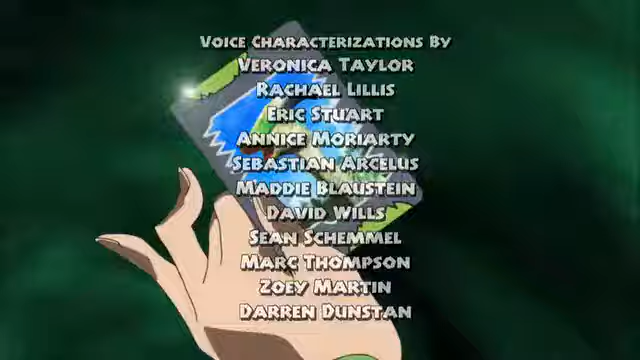 Voice Characterizations By
Veronica Taylor
Rachael Lillis
Eric Stuart
Annice Moriarty
Sebastian Arcelus
Maddie Blaustein
David Wills
Sean Schemmel
Marc Thompson
Zoey Martin
Darren Dunstan